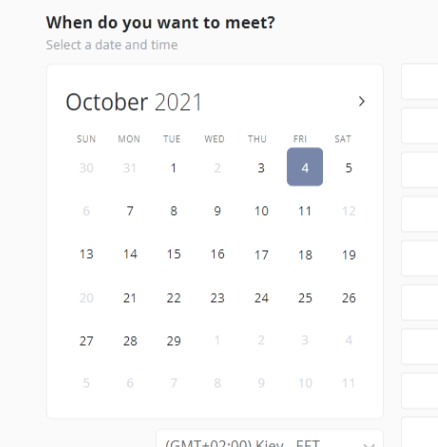 When do you want to meet?
Select a date and time
October 2021
SUN MON TUE WED THU FRI SAT
30 31 1 2 3 4 5
6 7 8 9 10 11 12
13 14 15 16 17 18 19
20 21 22 23 24 25 26
27 28 29 1 2 3 4
5 6 7 8 9 10 11
(GMT+02:00) Kiev - EET